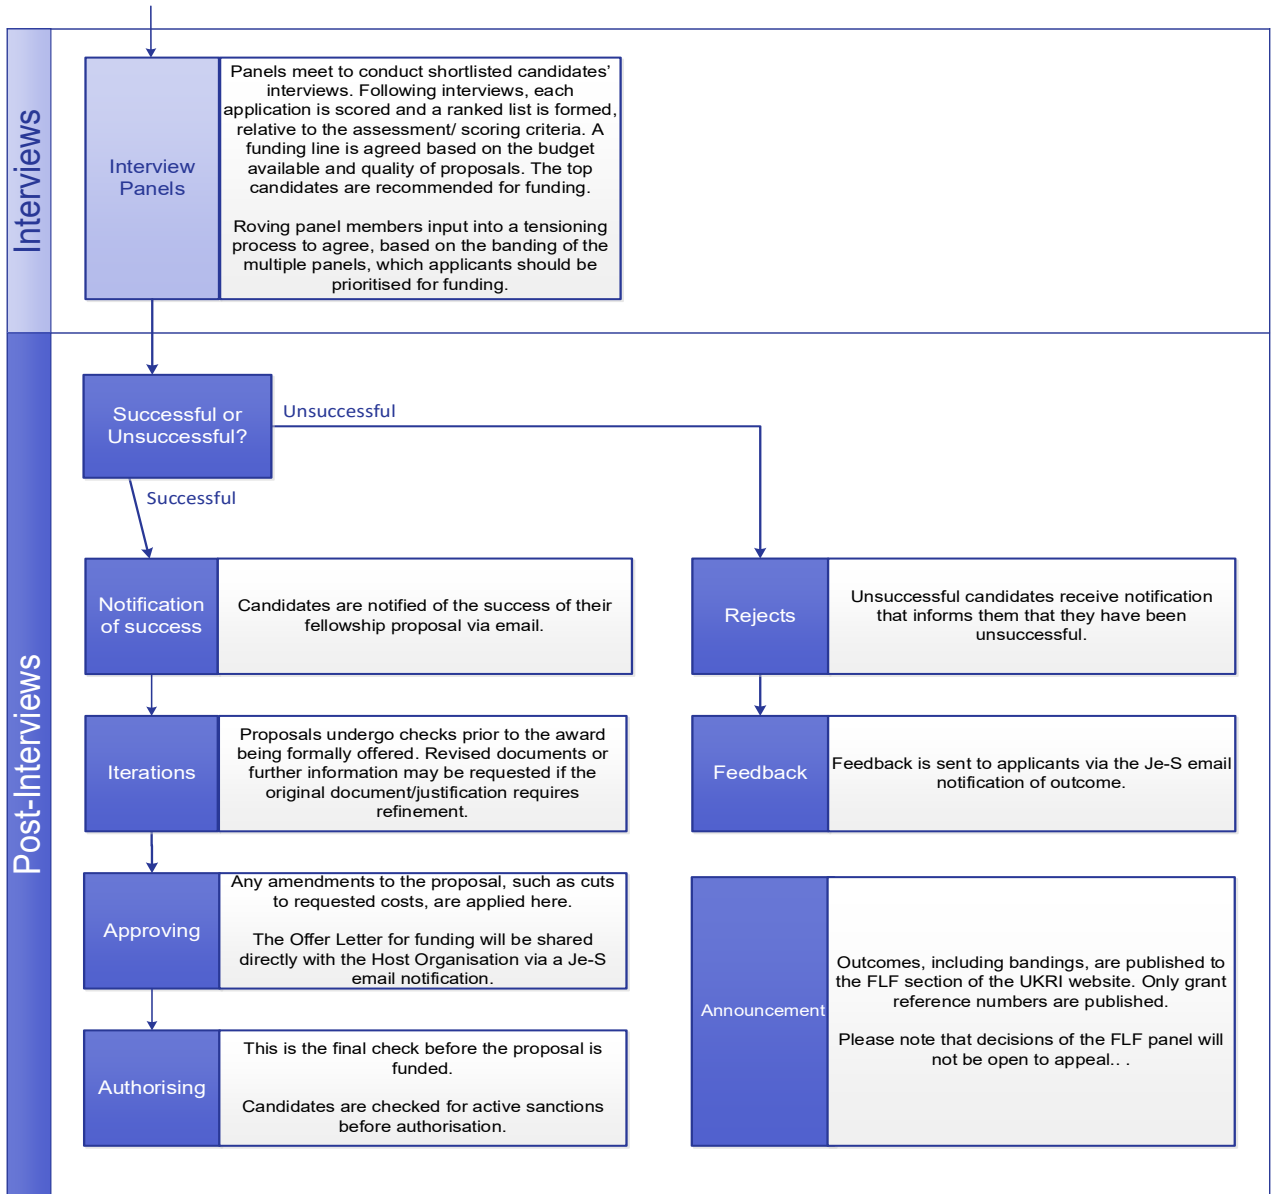 Interviews
Interview
Panels
Panels meet to conduct shortlisted candidates’
interviews. Following interviews, each
application is scored and a ranked list is formed,
relative to the assessment/ scoring criteria. A
funding line is agreed based on the budget
available and quality of proposals. The top
candidates are recommended for funding.
Roving panel members input into a tensioning
process to agree, based on the banding of the
multiple panels, which applicants should be
prioritised for funding.
Post-Interviews
Successful or
Unsuccessful?
Unsuccessful
Successful
Notification
of success
Candidates are notified of the success of their
fellowship proposal via email.
Rejects
Unsuccessful candidates receive notification
that informs them that they have been
unsuccessful.
Iterations
Proposals undergo checks prior to the award
being formally offered. Revised documents or
further information may be requested if the
original document/justification requires
refinement.
Feedback
Feedback is sent to applicants via the Je-S email
notification of outcome.
Approving
Any amendments to the proposal, such as cuts
to requested costs, are applied here.
The Offer Letter for funding will be shared
directly with the Host Organisation via a Je-S
email notification.
Announcement
Outcomes, including bandings, are published to
the FLF section of the UKRI website. Only grant
reference numbers are published.
Please note that decisions of the FLF panel will
not be open to appeal.. .
Authorising
This is the final check before the proposal is
funded.
Candidates are checked for active sanctions
before authorisation.